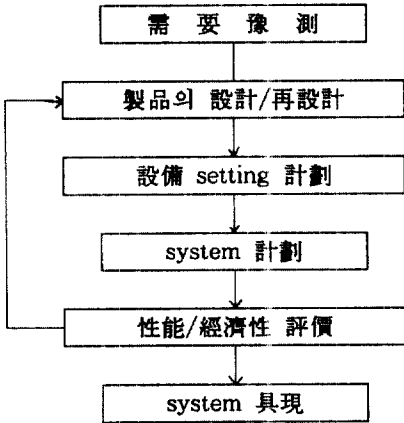 需要豫測
製品의 設計/再設計
設備 setting 計劃
system 計劃
性能/經濟性 評價
system 具現